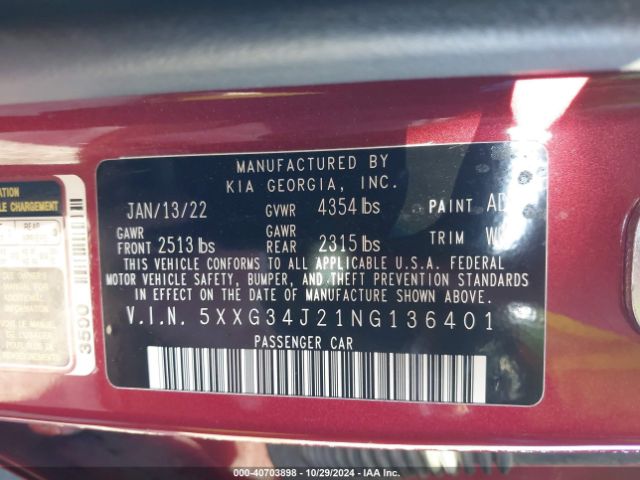 MANUFACTURED BY
KIA GEORGIA, INC.
JAN/13/22 GVWR 4354 lbs PAINT
GAWR FRONT 2513 lbs GAWR REAR 2315 lbs TRIM
THIS VEHICLE CONFORMS TO ALL APPLICABLE U.S.A. FEDERAL
MOTOR VEHICLE SAFETY, BUMPER, AND THEFT PREVENTION STANDARDS
IN EFFECT ON THE DATE OF MANUFACTURE SHOWN ABOVE.
V.I.N. 5XXG34J21NG136401
PASSENGER CAR
3500
000-40703898 - 10/29/2024 - IAA Inc.